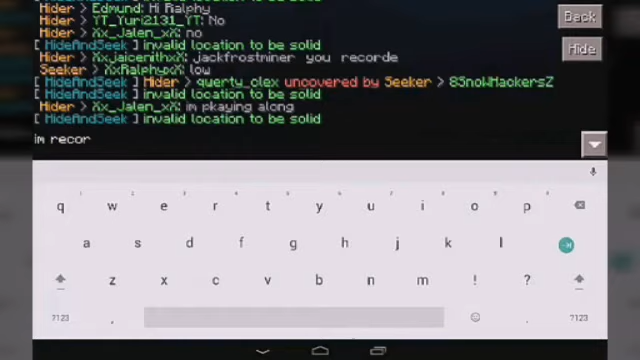 Hider > Edmund: Hi Ralphy
Hider > YT_Yuri2131_YT: No
Hider > Xx_Jalen_xX: no
[ HideAndSeek ] invalid location to be solid
Hider > XxjaicenithxX: jackfrostminer you recorde
Seeker > XxRalphyxX: low
[ HideAndSeek ] Hider > qwerty_alex uncovered by Seeker > 85noWHackersZ
[ HideAndSeek ] invalid location to be solid
Hider > Xx_Jalen_xX: im pkaying along
[ HideAndSeek ] invalid location to be solid
Back
Hide
im recor
q w e r t y u i o p
a s d f g h j k l
z x c v b n m ! ?
?123 , . ?123